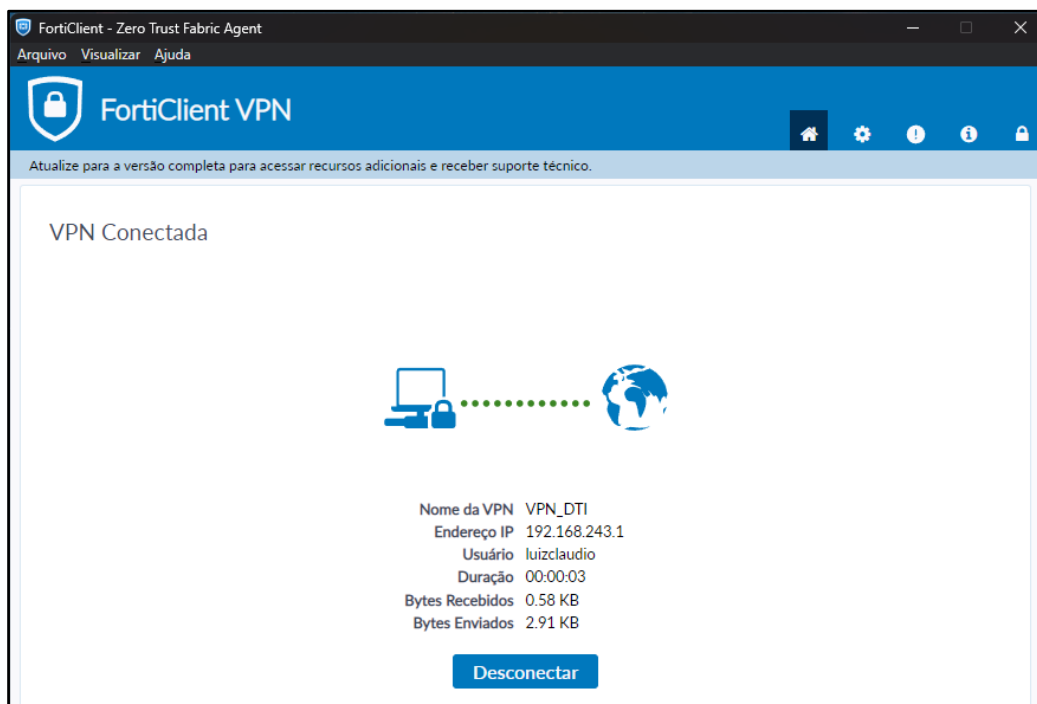 FortiClient - Zero Trust Fabric Agent
Arquivo Visualizar Ajuda
FortiClient VPN
Atualize para a versão completa para acessar recursos adicionais e receber suporte técnico.
VPN Conectada
Nome da VPN VPN_DTI
Endereço IP 192.168.243.1
Usuário luizclaudio
Duração 00:00:03
Bytes Recebidos 0.58 KB
Bytes Enviados 2.91 KB
Desconectar